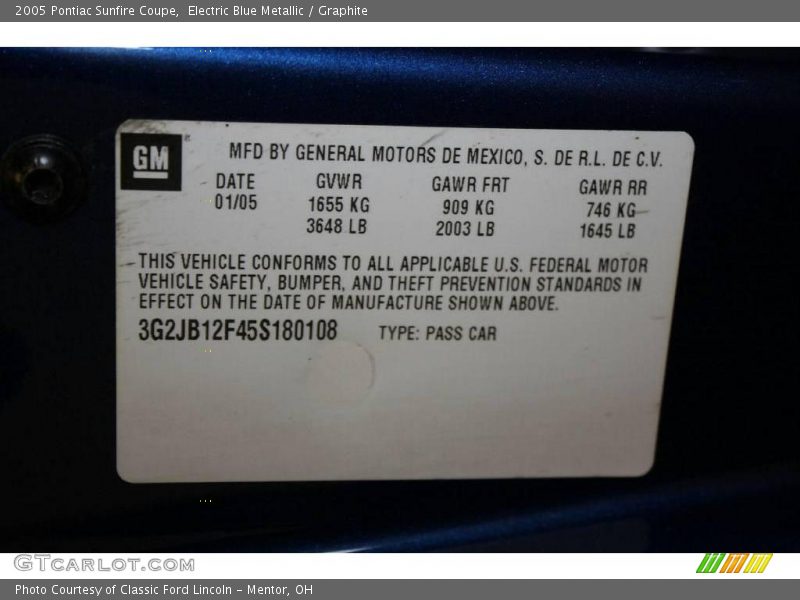 2005 Pontiac Sunfire Coupe,  Electric Blue Metallic / Graphite
GM
MFD BY GENERAL MOTORS DE MEXICO, S. DE R.L. DE C.V.
DATE GVWR GAWR FRT GAWR RR
01/05 1655 KG 909 KG 746 KG
3648 LB 2003 LB 1645 LB
THIS VEHICLE CONFORMS TO ALL APPLICABLE U.S. FEDERAL MOTOR
VEHICLE SAFETY, BUMPER, AND THEFT PREVENTION STANDARDS IN
EFFECT ON THE DATE OF MANUFACTURE SHOWN ABOVE.
3G2JB12F45S180108 TYPE: PASS CAR
GTCARLOT.COM
Photo Courtesy of Classic Ford Lincoln - Mentor, OH